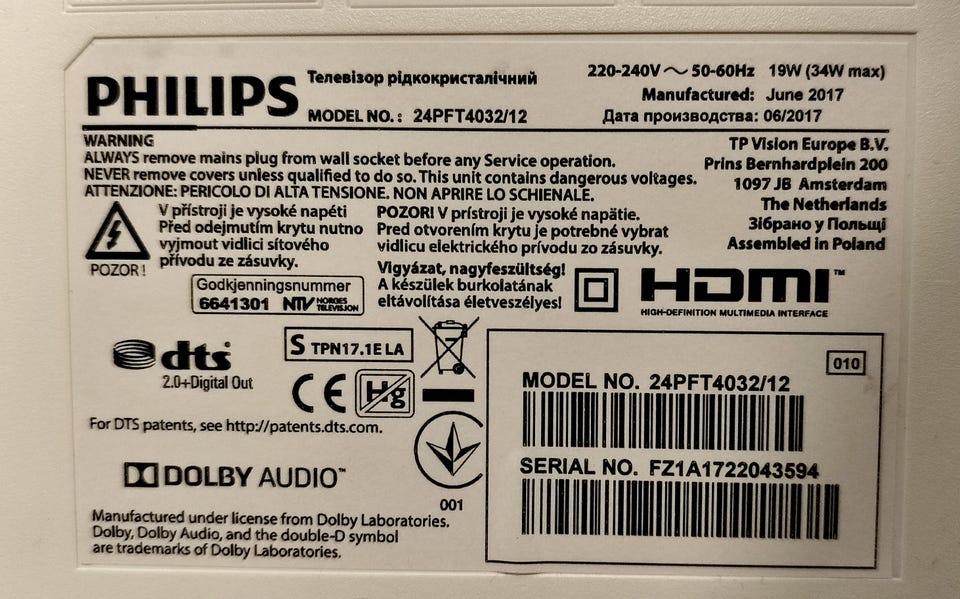 PHILIPS
Телевізор рідкокристалічний
MODEL NO.: 24PFT4032/12
220-240V ~ 50-60Hz 19W (34W max)
Manufactured: June 2017
Дата производства: 06/2017
WARNING
ALWAYS remove mains plug from wall socket before any Service operation.
NEVER remove covers unless qualified to do so. This unit contains dangerous voltages.
ATTENZIONE: PERICOLO DI ALTA TENSIONE. NON APRIRE LO SCHIENALE.
TP Vision Europe B.V.
Prins Bernhardplein 200
1097 JB Amsterdam
The Netherlands
Зібрано у Польщі
Assembled in Poland
POZOR!
V přístroji je vysoké napětí
Před odejmutím krytu nutno
vyjmout vidlici síťového
přívodu ze zásuvky.
POZOR! V prístroji je vysoké napätie.
Pred otvorením krytu je potrebné vybrat
vidlicu elektrického prívodu zo zásuvky.
Vigyázat, nagyfeszültség!
A készülek burkolatának
eltávolítása életveszélyes!
Godkjenningsnummer
6641301 NTV NORGES TELEVISJON
HDMI™
HIGH-DEFINITION MULTIMEDIA INTERFACE
dts
2.0+Digital Out
S TPN17.1E LA
CE Hg
For DTS patents, see http://patents.dts.com.
001
DOLBY AUDIO™
Manufactured under license from Dolby Laboratories.
Dolby, Dolby Audio, and the double-D symbol
are trademarks of Dolby Laboratories.
010
MODEL NO. 24PFT4032/12
SERIAL NO. FZ1A1722043594